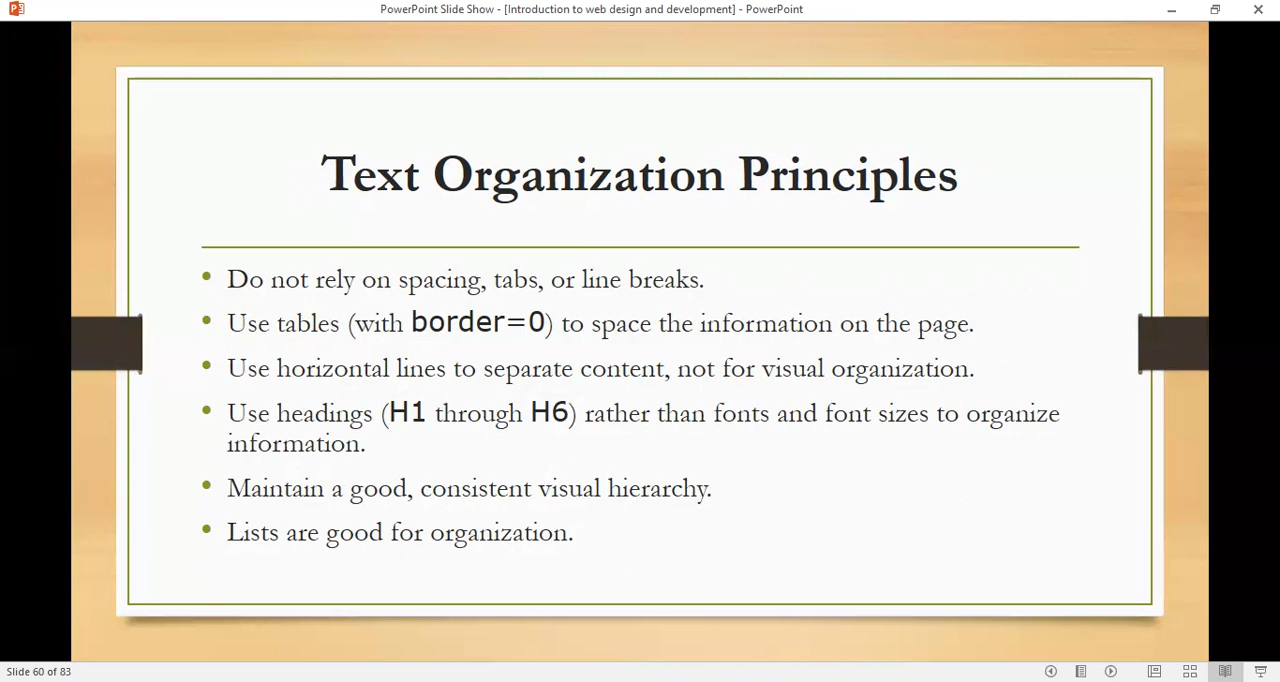 PowerPoint Slide Show - [Introduction to web design and development] - PowerPoint
Text Organization Principles
• Do not rely on spacing, tabs, or line breaks.
• Use tables (with border=0) to space the information on the page.
• Use horizontal lines to separate content, not for visual organization.
• Use headings (H1 through H6) rather than fonts and font sizes to organize
information.
• Maintain a good, consistent visual hierarchy.
• Lists are good for organization.
Slide 60 of 83